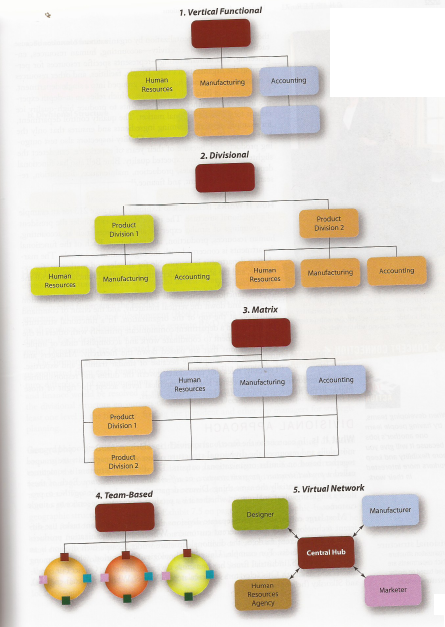 1. Vertical Functional
Human
Resources
Manufacturing
Accounting
2. Divisional
Product
Division 1
Product
Division 2
Human
Resources
Manufacturing
Accounting
Human
Resources
Manufacturing
Accounting
3. Matrix
Human
Resources
Manufacturing
Accounting
Product
Division 1
Product
Division 2
4. Team-Based
5. Virtual Network
Designer
Manufacturer
Central Hub
Human
Resources
Agency
Marketer